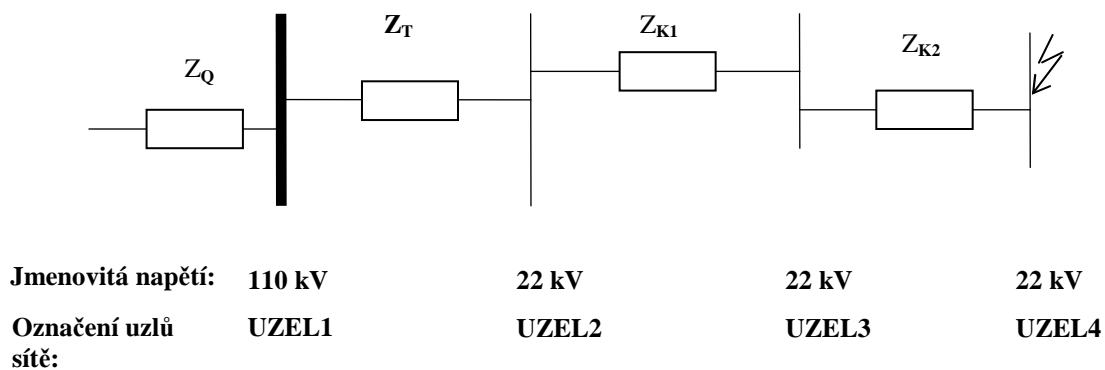 Z_T
Z_K1
Z_K2
Z_Q
Jmenovitá napětí: 110 kV 22 kV 22 kV 22 kV
Označení uzlů UZEL1 UZEL2 UZEL3 UZEL4
sítě: